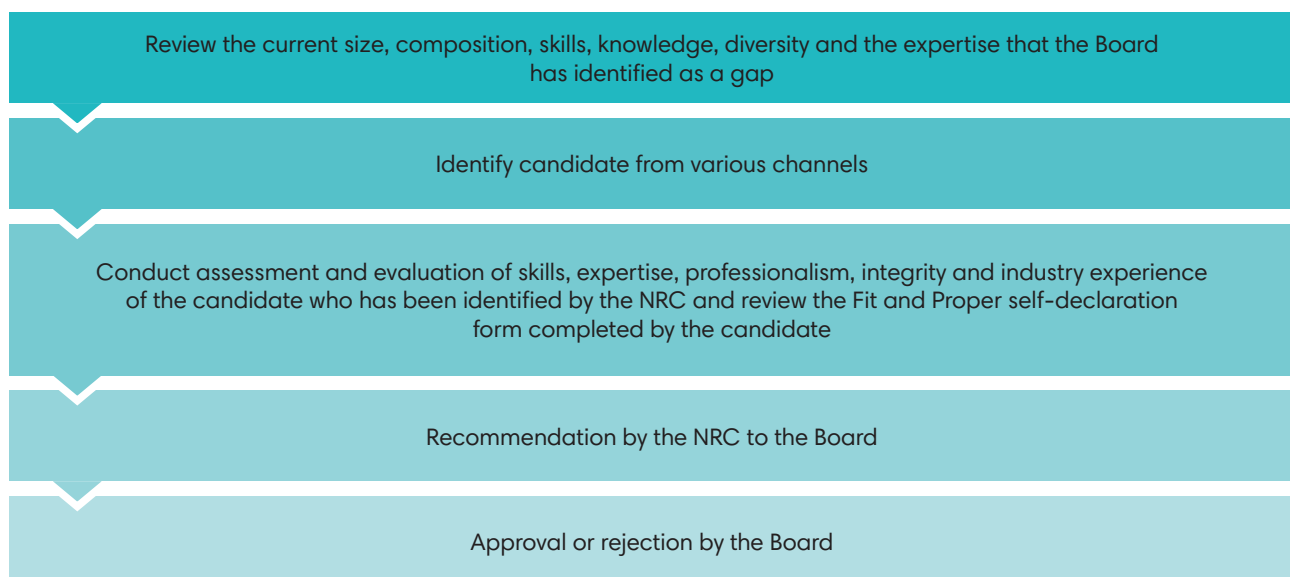 Review the current size, composition, skills, knowledge, diversity and the expertise that the Board
has identified as a gap
Identify candidate from various channels
Conduct assessment and evaluation of skills, expertise, professionalism, integrity and industry experience
of the candidate who has been identified by the NRC and review the Fit and Proper self-declaration
form completed by the candidate
Recommendation by the NRC to the Board
Approval or rejection by the Board